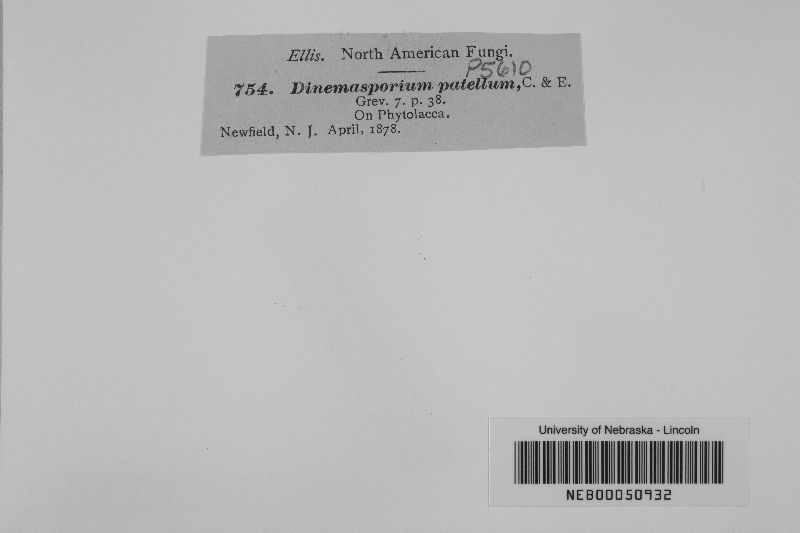 Ellis. North American Fungi.
P5610
754. Dinemasporium patellum, C. & E.
Grev. 7. p. 38.
On Phytolacca.
Newfield, N. J. April, 1878.
University of Nebraska - Lincoln
NEB00050932